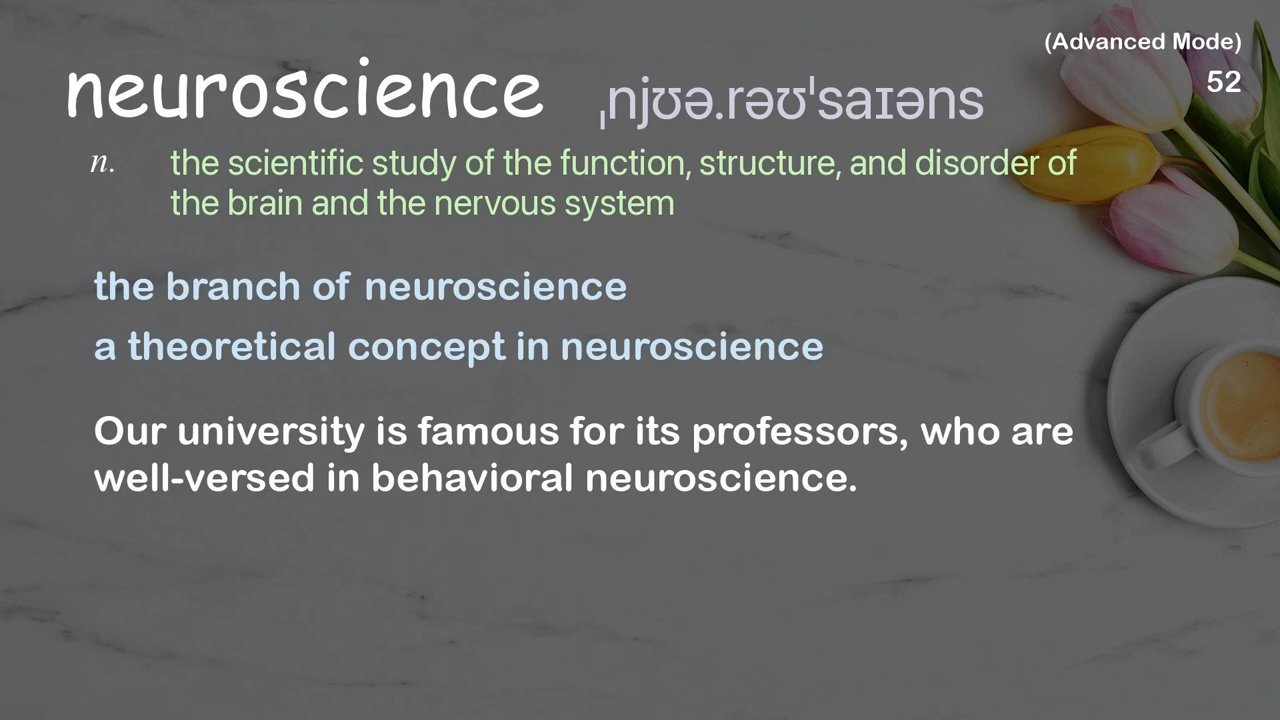 (Advanced Mode)
52
neuroscience ˌnjʊə.rəʊˈsaɪəns
n. the scientific study of the function, structure, and disorder of
the brain and the nervous system
the branch of neuroscience
a theoretical concept in neuroscience
Our university is famous for its professors, who are
well-versed in behavioral neuroscience.